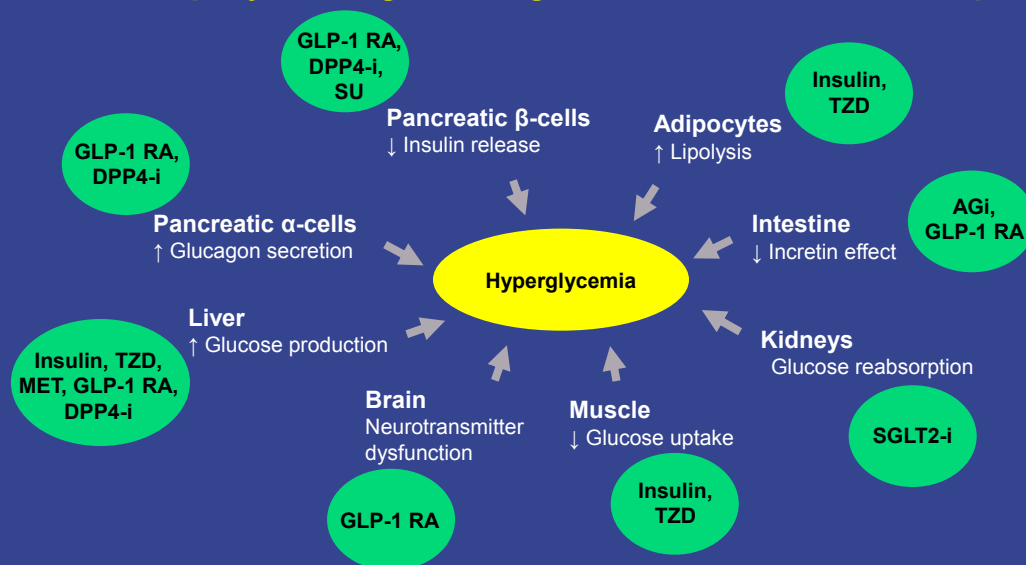 GLP-1 RA,
DPP4-i,
SU
Pancreatic β-cells
↓ Insulin release
Adipocytes
↑ Lipolysis
Insulin,
TZD
GLP-1 RA,
DPP4-i
Pancreatic α-cells
↑ Glucagon secretion
Intestine
↓ Incretin effect
AGi,
GLP-1 RA
Hyperglycemia
Liver
↑ Glucose production
Insulin, TZD,
MET, GLP-1 RA,
DPP4-i
Kidneys
Glucose reabsorption
SGLT2-i
Brain
Neurotransmitter
dysfunction
GLP-1 RA
Muscle
↓ Glucose uptake
Insulin,
TZD